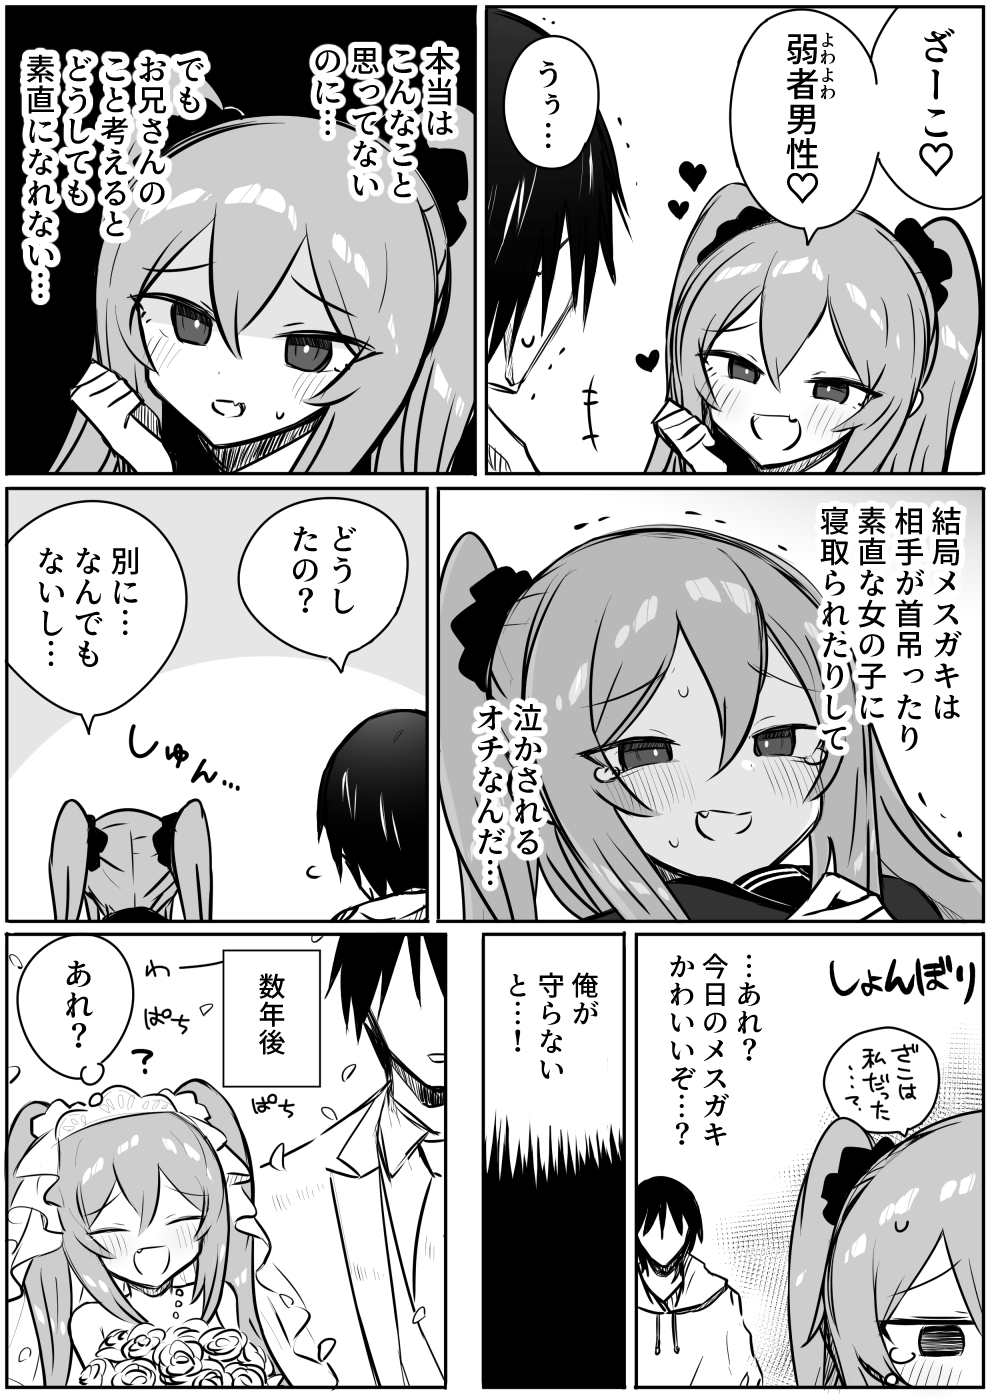 ざーこ♡
弱者男性♡
よわよわ
うぅ…
本当は
こんなこと
思ってない
のに…
でも
お兄さんの
こと考えると
どうしても
素直になれない…
結局メスガキは
相手が首吊ったり
素直な女の子に
寝取られたりして
泣かされる
オチなんだ…
どうし
たの?
別に…
なんでも
ないし…
しゅん…
しょんぼり
ざこは
私だった
…て
…あれ?
今日のメスガキ
かわいいぞ…?
俺が
守らない
と…!
数年後
わー
ぱち
ぱち
あれ?
?